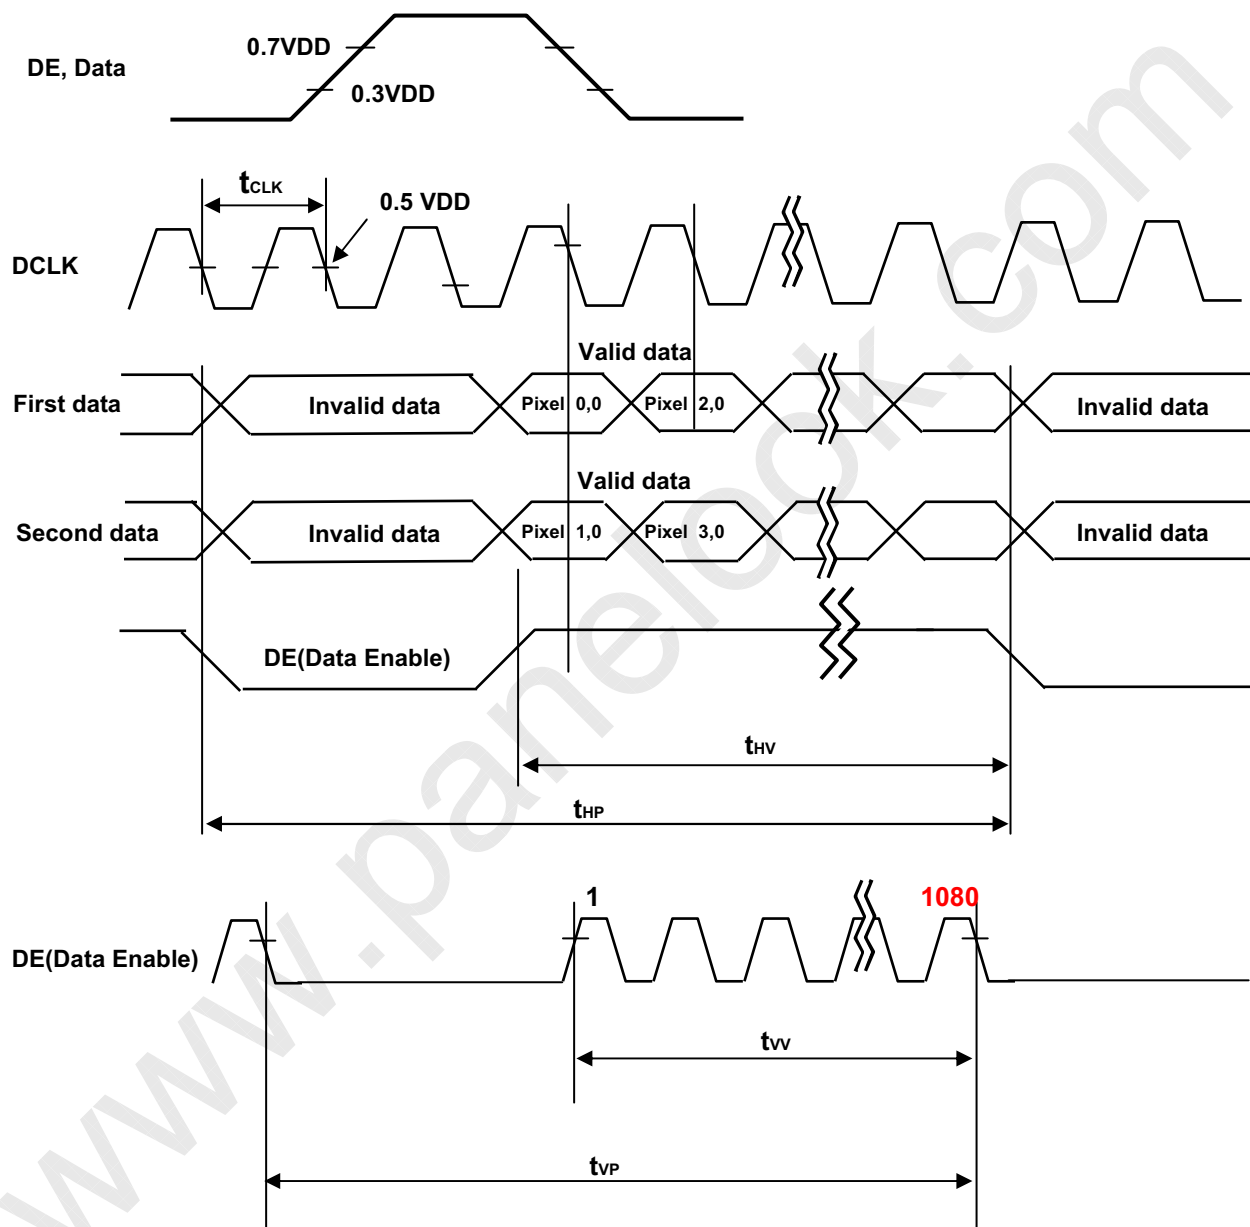 0.7VDD
DE, Data
0.3VDD
tCLK
0.5 VDD
DCLK
Valid data
First data
Invalid data
Pixel 0,0
Pixel 2,0
Invalid data
Valid data
Second data
Invalid data
Pixel 1,0
Pixel 3,0
Invalid data
DE(Data Enable)
tHV
tHP
1
1080
DE(Data Enable)
tVV
tVP
www.panelook.com